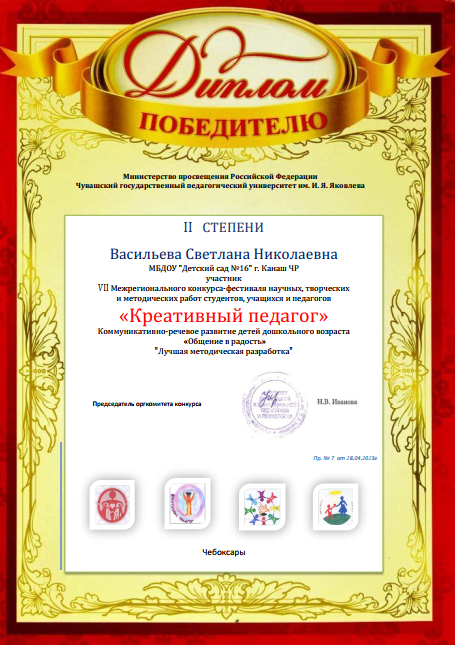 Диплом
ПОБЕДИТЕЛЮ
Министерство просвещения Российской Федерации
Чувашский государственный педагогический университет им. И. Я. Яковлева
II СТЕПЕНИ
Васильева Светлана Николаевна
МБДОУ "Детский сад №16" г. Канаш ЧР
участник
VII Межрегионального конкурса-фестиваля научных, творческих
и методических работ студентов, учащихся и педагогов
«Креативный педагог»
Коммуникативно-речевое развитие детей дошкольного возраста
«Общение в радость»
"Лучшая методическая разработка"
Председатель оргкомитета конкурса
Н.В. Иванова
Пр. № 7 от 28.04.2023г
Чебоксары